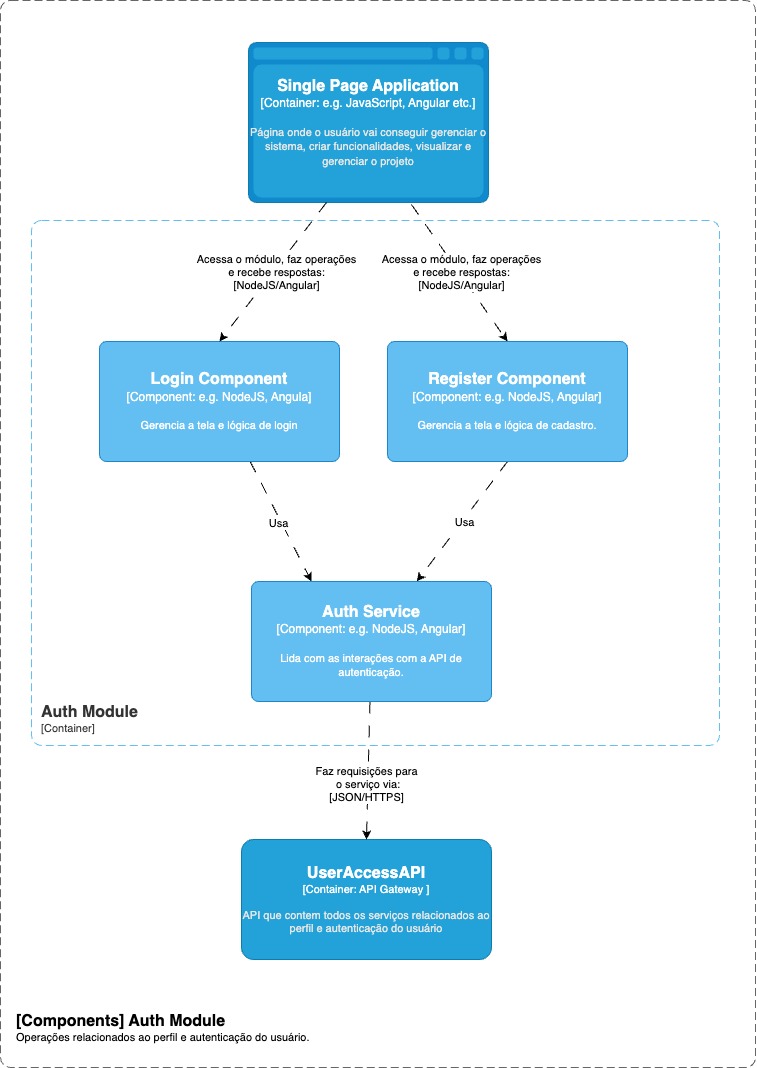 Single Page Application
[Container: e.g. JavaScript, Angular etc.]
Página onde o usuário vai conseguir gerenciar o
sistema, criar funcionalidades, visualizar e
gerenciar o projeto
Acessa o módulo, faz operações
e recebe respostas:
[NodeJS/Angular]
Acessa o módulo, faz operações
e recebe respostas:
[NodeJS/Angular]
Login Component
[Component: e.g. NodeJS, Angula]
Gerencia a tela e lógica de login
Register Component
[Component: e.g. NodeJS, Angular]
Gerencia a tela e lógica de cadastro.
Usa
Usa
Auth Service
[Component: e.g. NodeJS, Angular]
Lida com as interações com a API de
autenticação.
Auth Module
[Container]
Faz requisições para
o serviço via:
[JSON/HTTPS]
UserAccessAPI
[Container: API Gateway ]
API que contem todos os serviços relacionados ao
perfil e autenticação do usuário
[Components] Auth Module
Operações relacionados ao perfil e autenticação do usuário.